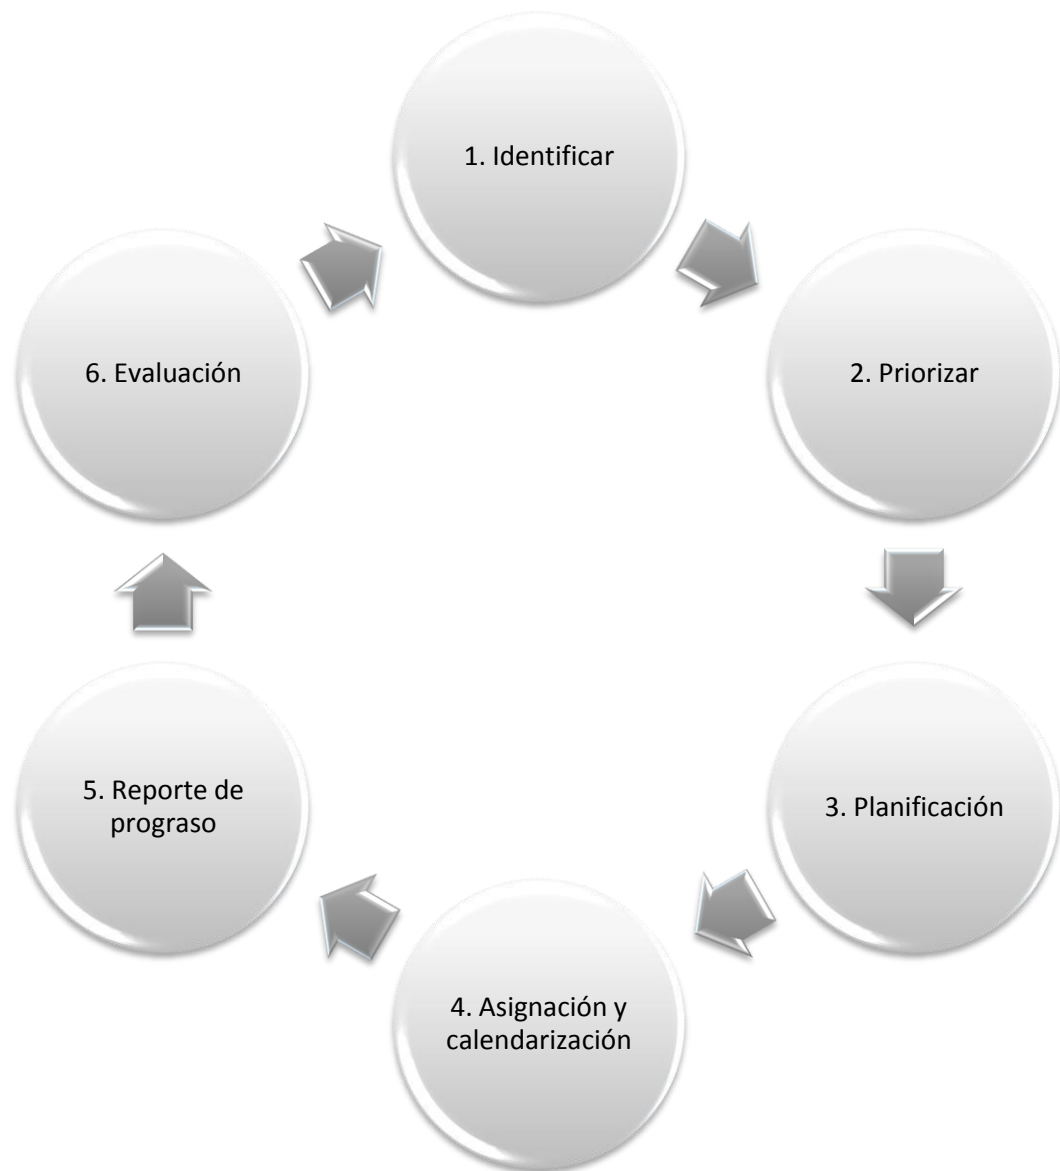 1. Identificar
2. Priorizar
3. Planificación
4. Asignación y
calendarización
5. Reporte de
prograso
6. Evaluación